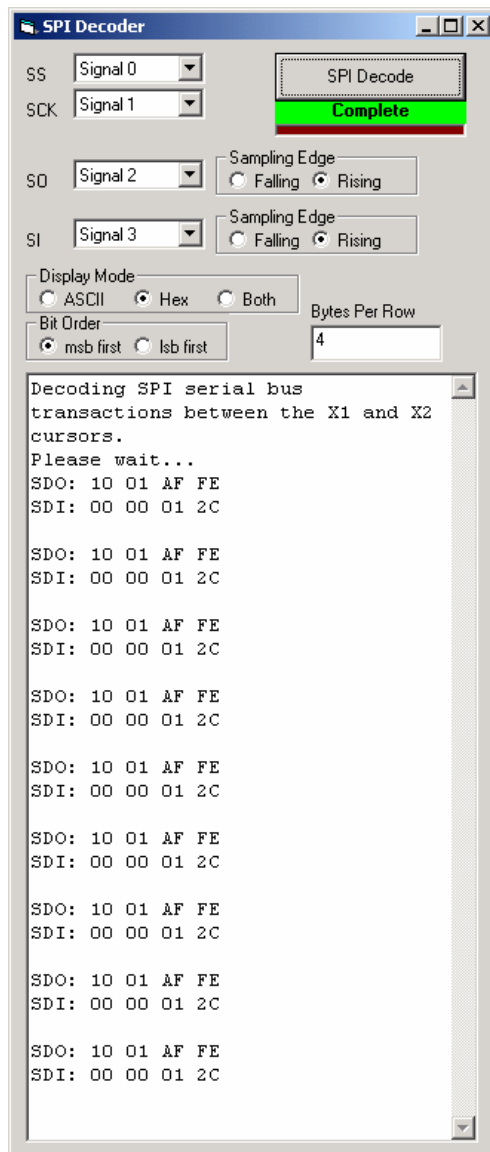 SPI Decoder
SS Signal 0
SPI Decode
SCK Signal 1
Complete
SO Signal 2
Sampling Edge
Falling Rising
SI Signal 3
Sampling Edge
Falling Rising
Display Mode
ASCII Hex Both
Bytes Per Row
Bit Order
msb first lsb first
4
Decoding SPI serial bus
transactions between the X1 and X2
cursors.
Please wait...
SDO: 10 01 AF FE
SDI: 00 00 01 2C
SDO: 10 01 AF FE
SDI: 00 00 01 2C
SDO: 10 01 AF FE
SDI: 00 00 01 2C
SDO: 10 01 AF FE
SDI: 00 00 01 2C
SDO: 10 01 AF FE
SDI: 00 00 01 2C
SDO: 10 01 AF FE
SDI: 00 00 01 2C
SDO: 10 01 AF FE
SDI: 00 00 01 2C
SDO: 10 01 AF FE
SDI: 00 00 01 2C
SDO: 10 01 AF FE
SDI: 00 00 01 2C